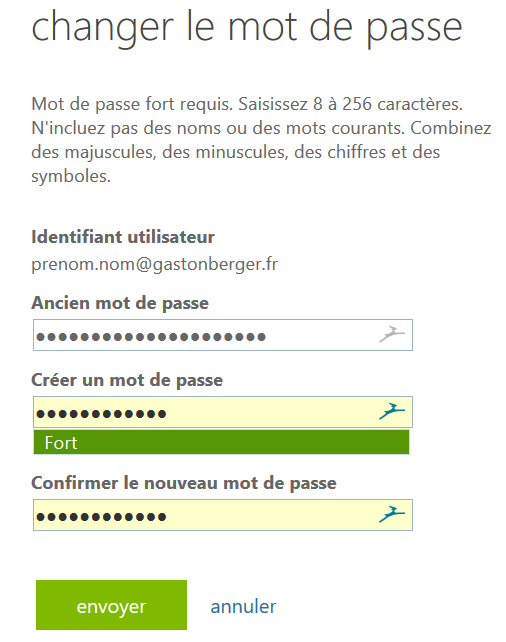 changer le mot de passe
Mot de passe fort requis. Saisissez 8 à 256 caractères.
N'incluez pas des noms ou des mots courants. Combinez
des majuscules, des minuscules, des chiffres et des
symboles.
Identifiant utilisateur
prenom.nom@gastonberger.fr
Ancien mot de passe
●●●●●●●●●●●●●●●●●●●●●
Créer un mot de passe
●●●●●●●●●●●●
Fort
Confirmer le nouveau mot de passe
●●●●●●●●●●●●
envoyer annuler